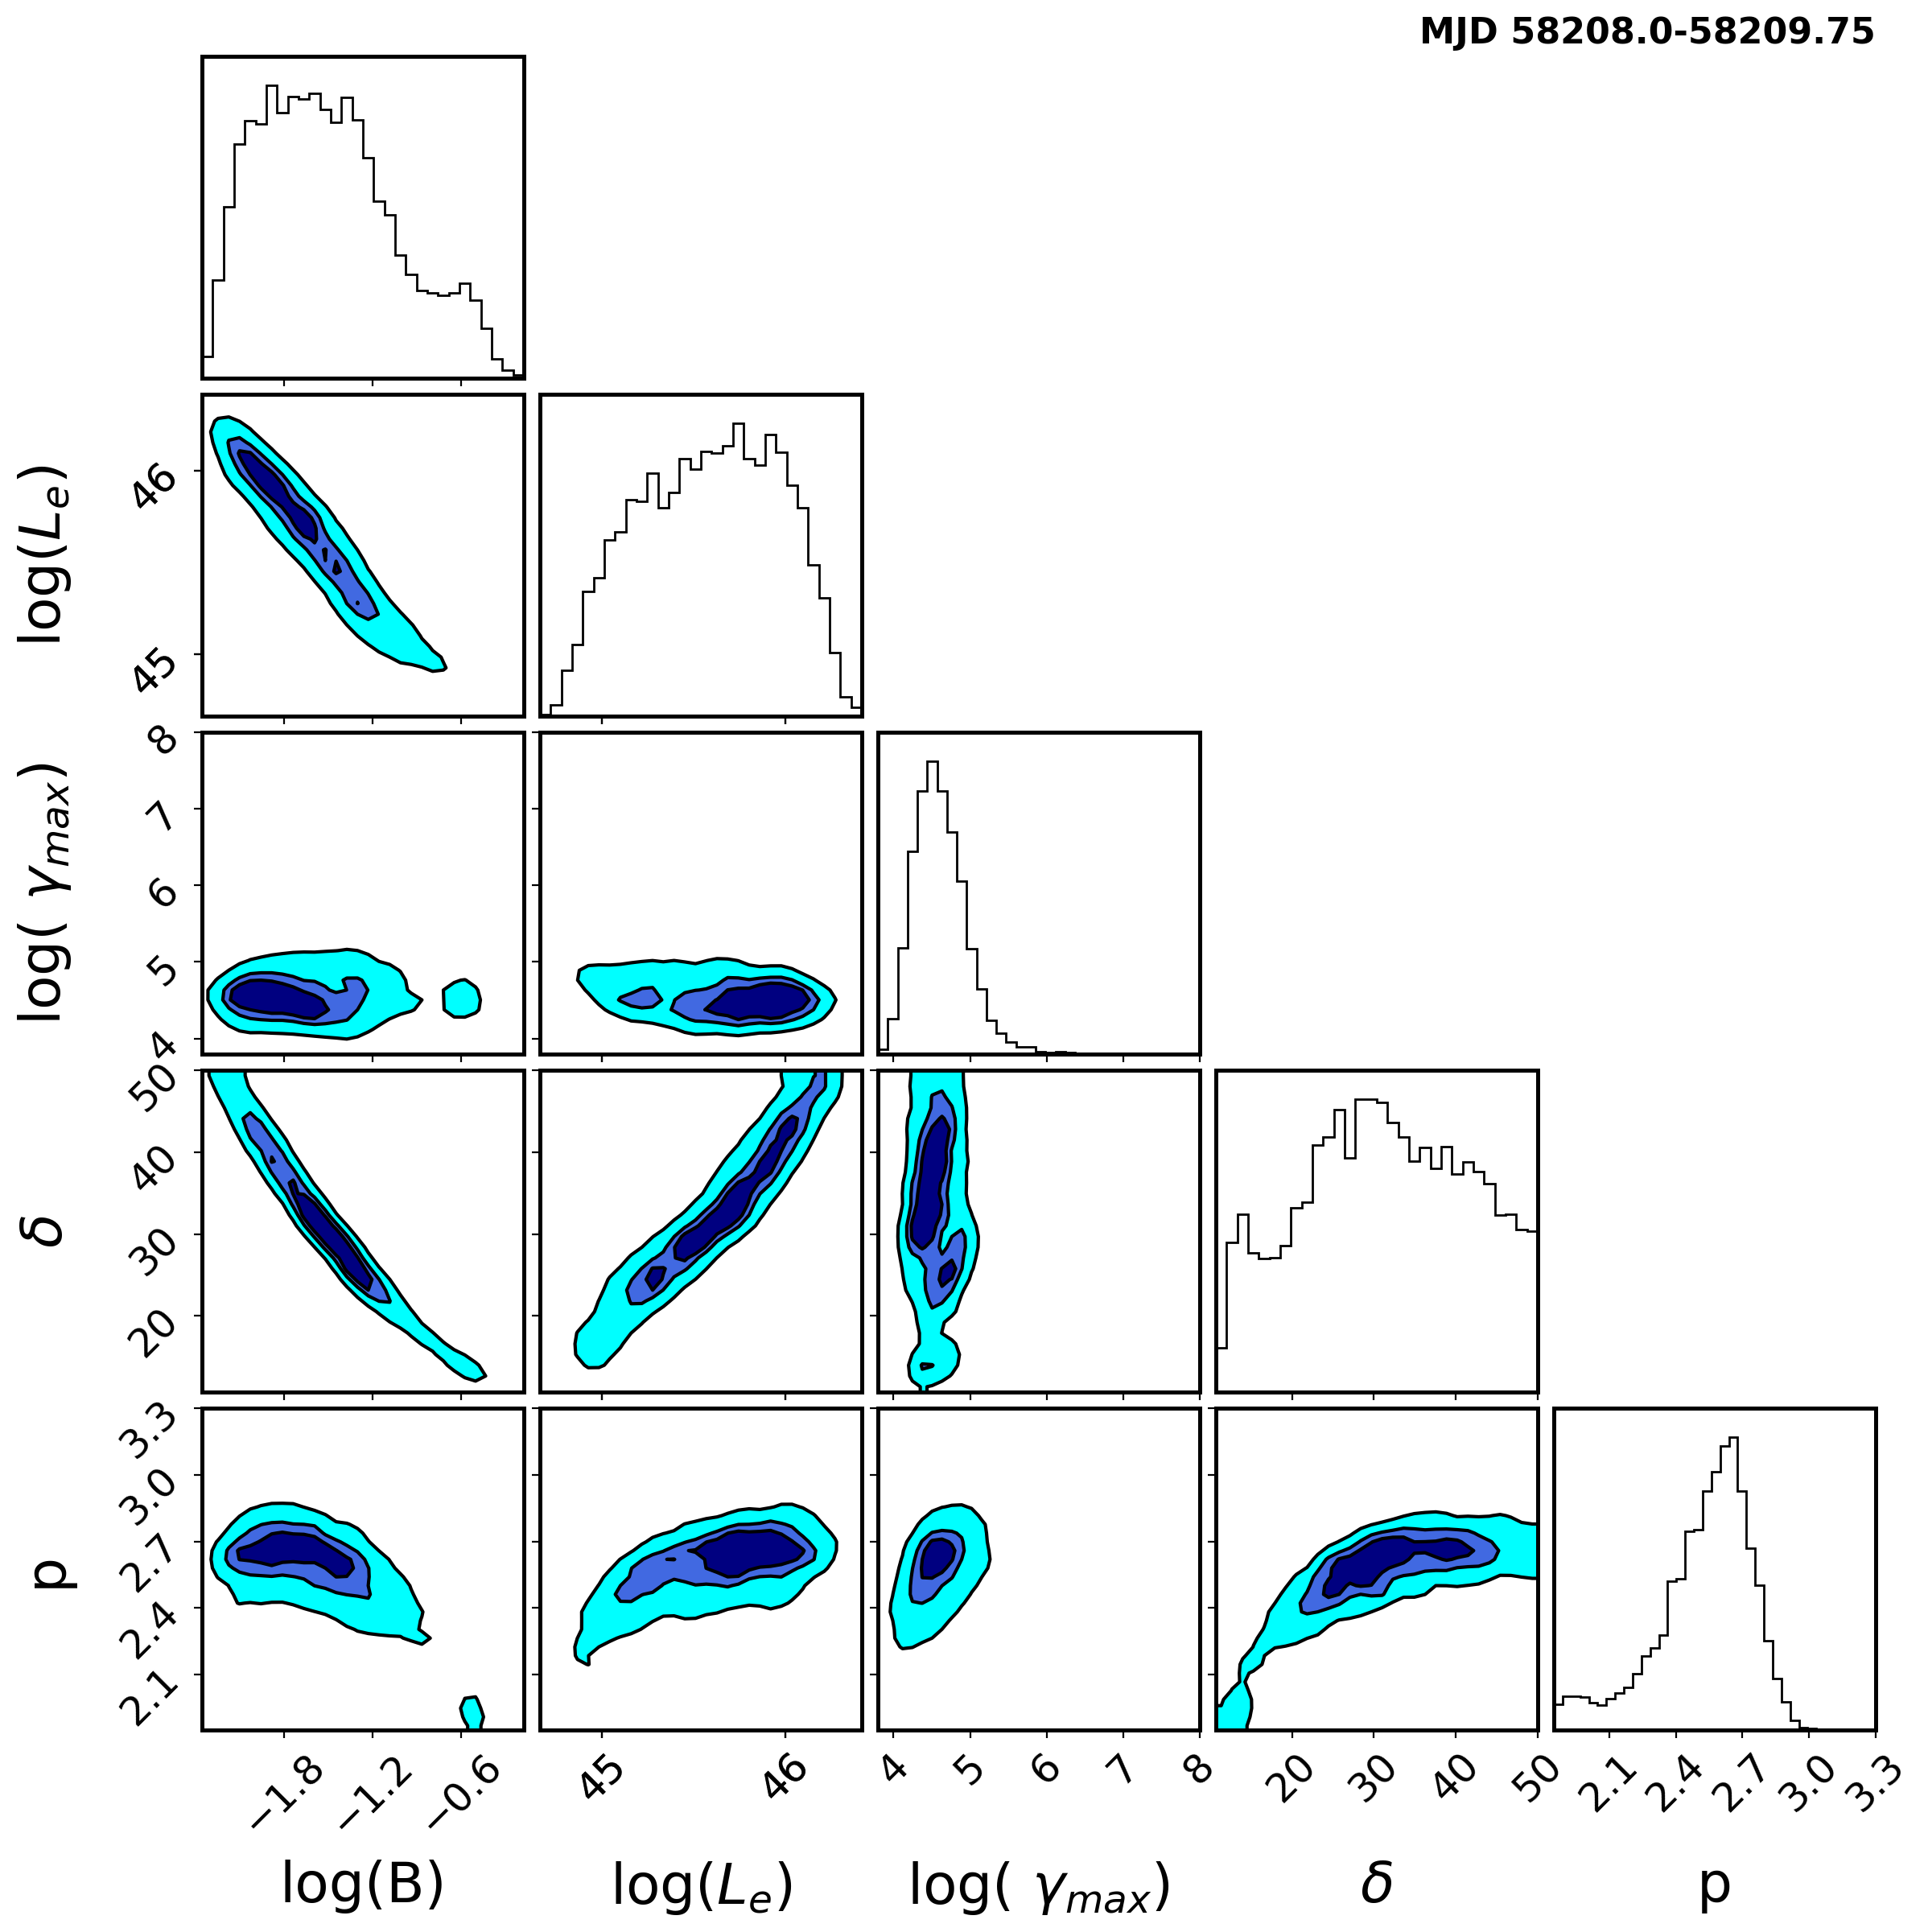 MJD 58208.0-58209.75
log(Lₑ)
46
45
log( γₘₐₓ)
8
7
6
5
4
δ
50
40
30
20
p
3.3
3.0
2.7
2.4
2.1
−1.8 −1.2 −0.6 45 46 4 5 6 7 8 20 30 40 50 2.1 2.4 2.7 3.0 3.3
log(B) log(Lₑ) log( γₘₐₓ) δ p